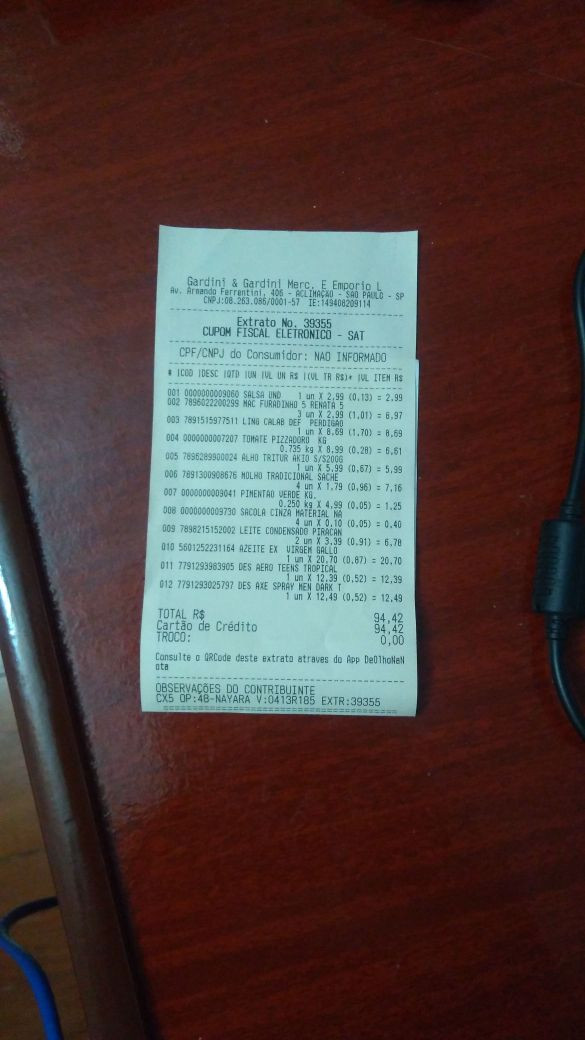 Gardini & Gardini Merc. E Emporio L
Av. Armando Ferrentini, 405 - ACLIMAÇÃO - SAO PAULO - SP
CNPJ:08.263.086/0001-57 IE:149408209114
Extrato No. 39355
CUPOM FISCAL ELETRONICO - SAT
CPF/CNPJ do Consumidor: NAO INFORMADO
# |COD |DESC |QTD |UN |VL UN R$ |(VL TR R$)* |VL ITEM R$
001 0000000009060 SALSA UND 1 un X 2,99 (0,13) = 2,99
002 7896022200299 MAC FURADINHO 5 RENATA 5
3 un X 2,99 (1,01) = 8,97
003 7891515977511 LING CALAB DEF PERDIGAO
1 un X 8,69 (1,70) = 8,69
004 0000000007207 TOMATE PIZZADORO KG
0.735 kg X 8,99 (0,28) = 6,61
005 7896289900024 ALHO TRITUR AKIO S/S200G
1 un X 5,99 (0,67) = 5,99
006 7891300908676 MOLHO TRADICIONAL SACHE
4 un X 1,79 (0,96) = 7,16
007 0000000009041 PIMENTAO VERDE KG.
0.250 kg X 4,99 (0,05) = 1,25
008 0000000009730 SACOLA CINZA MATERIAL NA
4 un X 0,10 (0,05) = 0,40
009 7898215152002 LEITE CONDENSADO PIRACAN
2 un X 3,39 (0,91) = 6,78
010 5601252231164 AZEITE EX VIRGEM GALLO
1 un X 20,70 (0,87) = 20,70
011 7791293983905 DES AERO TEENS TROPICAL
1 un X 12,39 (0,52) = 12,39
012 7791293025797 DES AXE SPRAY MEN DARK T
1 un X 12,49 (0,52) = 12,49
TOTAL R$ 94,42
Cartão de Crédito 94,42
TROCO: 0,00
Consulte o QRCode deste extrato atraves do App DeOlhoNaN
ota
OBSERVAÇÕES DO CONTRIBUINTE
CX5 OP:48-NAYARA V:0413R185 EXTR:39355